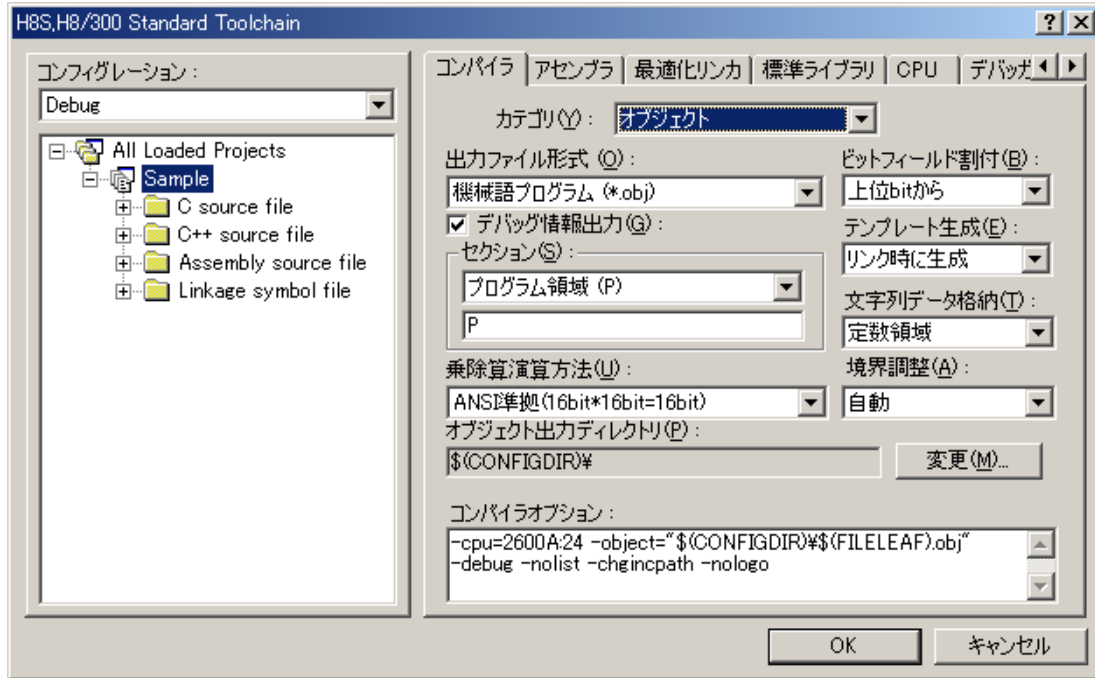 H8S,H8/300 Standard Toolchain
コンフィグレーション :
Debug
All Loaded Projects
Sample
C source file
C++ source file
Assembly source file
Linkage symbol file
コンパイラ
アセンブラ
最適化リンカ
標準ライブラリ
CPU
デバッガ
カテゴリ(Y) :
オブジェクト
出力ファイル形式 (O) :
機械語プログラム (*.obj)
デバッグ情報出力(G) :
セクション(S) :
プログラム領域 (P)
P
乗除算演算方法(U) :
ANSI準拠(16bit*16bit=16bit)
オブジェクト出力ディレクトリ(P) :
$(CONFIGDIR)¥
変更(M)...
ビットフィールド割付(B) :
上位bitから
テンプレート生成(E) :
リンク時に生成
文字列データ格納(T) :
定数領域
境界調整(A) :
自動
コンパイラオプション :
-cpu=2600A:24 -object="$(CONFIGDIR)¥$(FILELEAF).obj"
-debug -nolist -chgincpath -nologo
OK
キャンセル